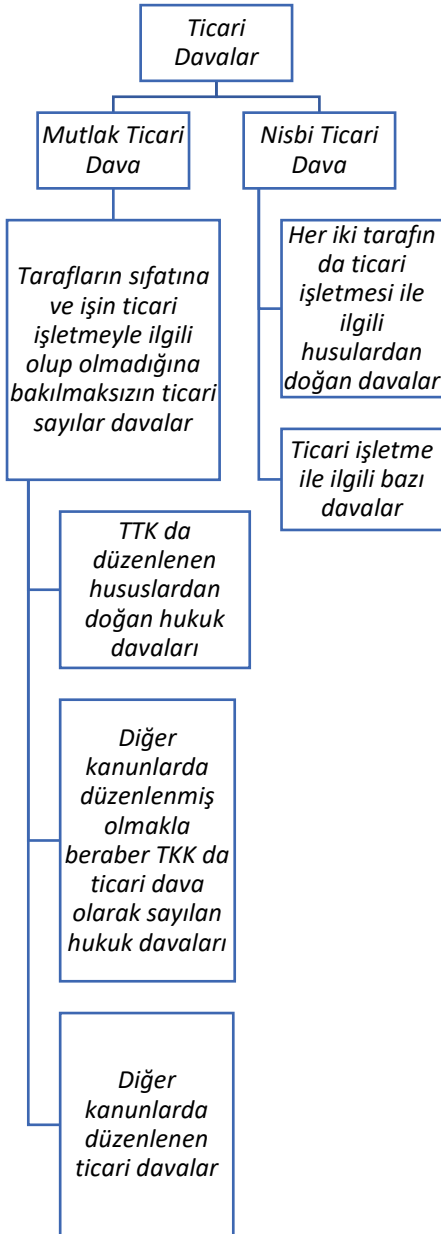 Ticari
Davalar
Mutlak Ticari
Dava
Tarafların sıfatına
ve işin ticari
işletmeyle ilgili
olup olmadığına
bakılmaksızın ticari
sayılar davalar
TTK da
düzenlenen
hususlardan
doğan hukuk
davaları
Diğer
kanunlarda
düzenlenmiş
olmakla
beraber TKK da
ticari dava
olarak sayılan
hukuk davaları
Diğer
kanunlarda
düzenlenen
ticari davalar
Nisbi Ticari
Dava
Her iki tarafın
da ticari
işletmesi ile
ilgili
husulardan
doğan davalar
Ticari işletme
ile ilgili bazı
davalar